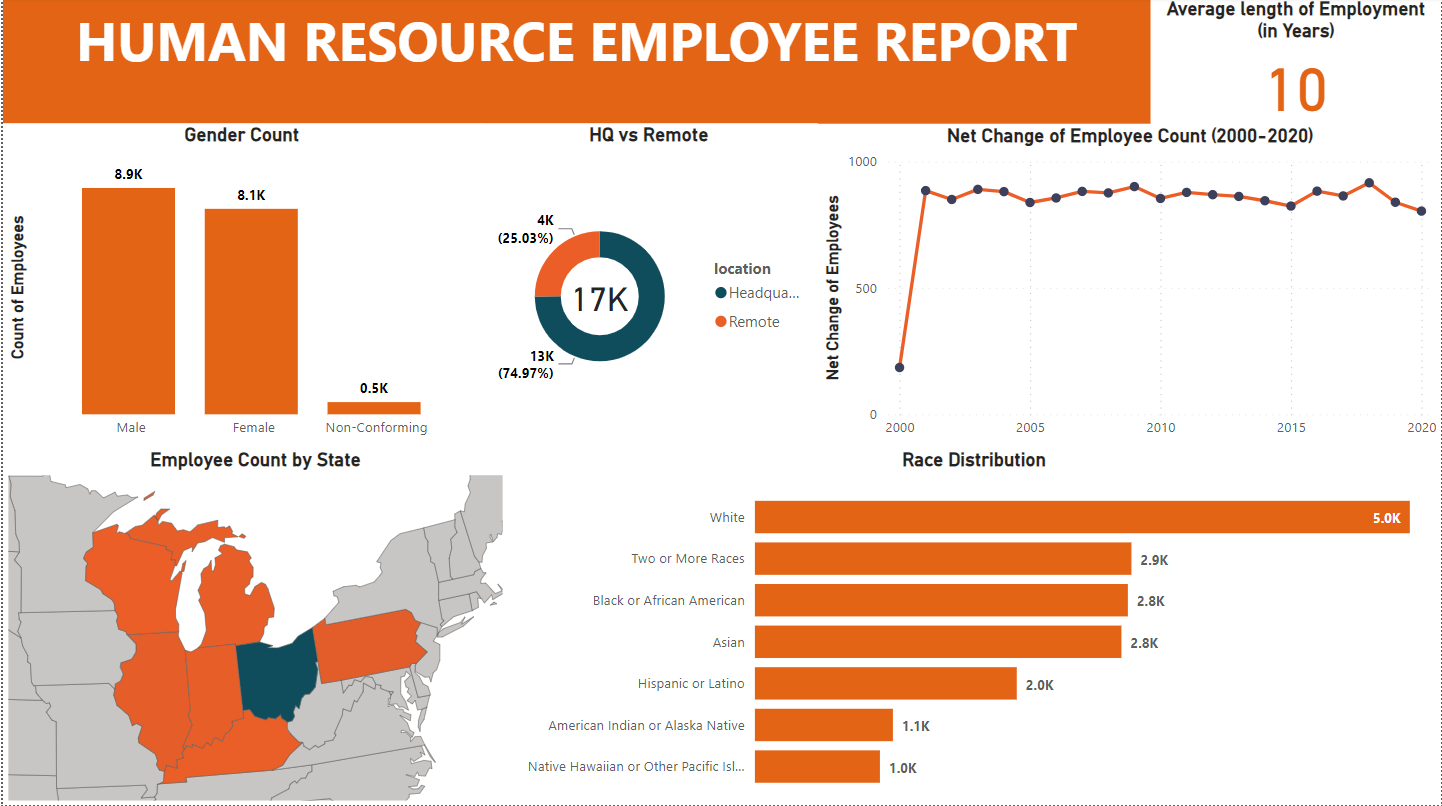 HUMAN RESOURCE EMPLOYEE REPORT
Average length of Employment
(in Years)
10
Gender Count
Count of Employees
8.9K
8.1K
0.5K
Male
Female
Non-Conforming
HQ vs Remote
4K
(25.03%)
17K
13K
(74.97%)
location
Headqua...
Remote
Net Change of Employee Count (2000-2020)
Net Change of Employees
1000
500
0
2000
2005
2010
2015
2020
Employee Count by State
Race Distribution
White
5.0K
Two or More Races
2.9K
Black or African American
2.8K
Asian
2.8K
Hispanic or Latino
2.0K
American Indian or Alaska Native
1.1K
Native Hawaiian or Other Pacific Isl...
1.0K